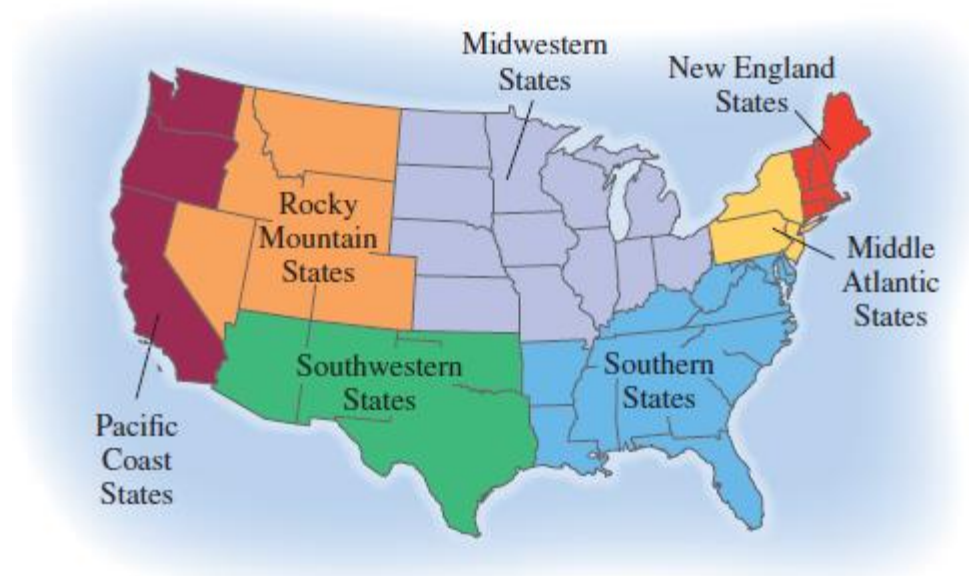 Midwestern
States
New England
States
Rocky
Mountain
States
Middle
Atlantic
States
Southwestern
States
Southern
States
Pacific
Coast
States